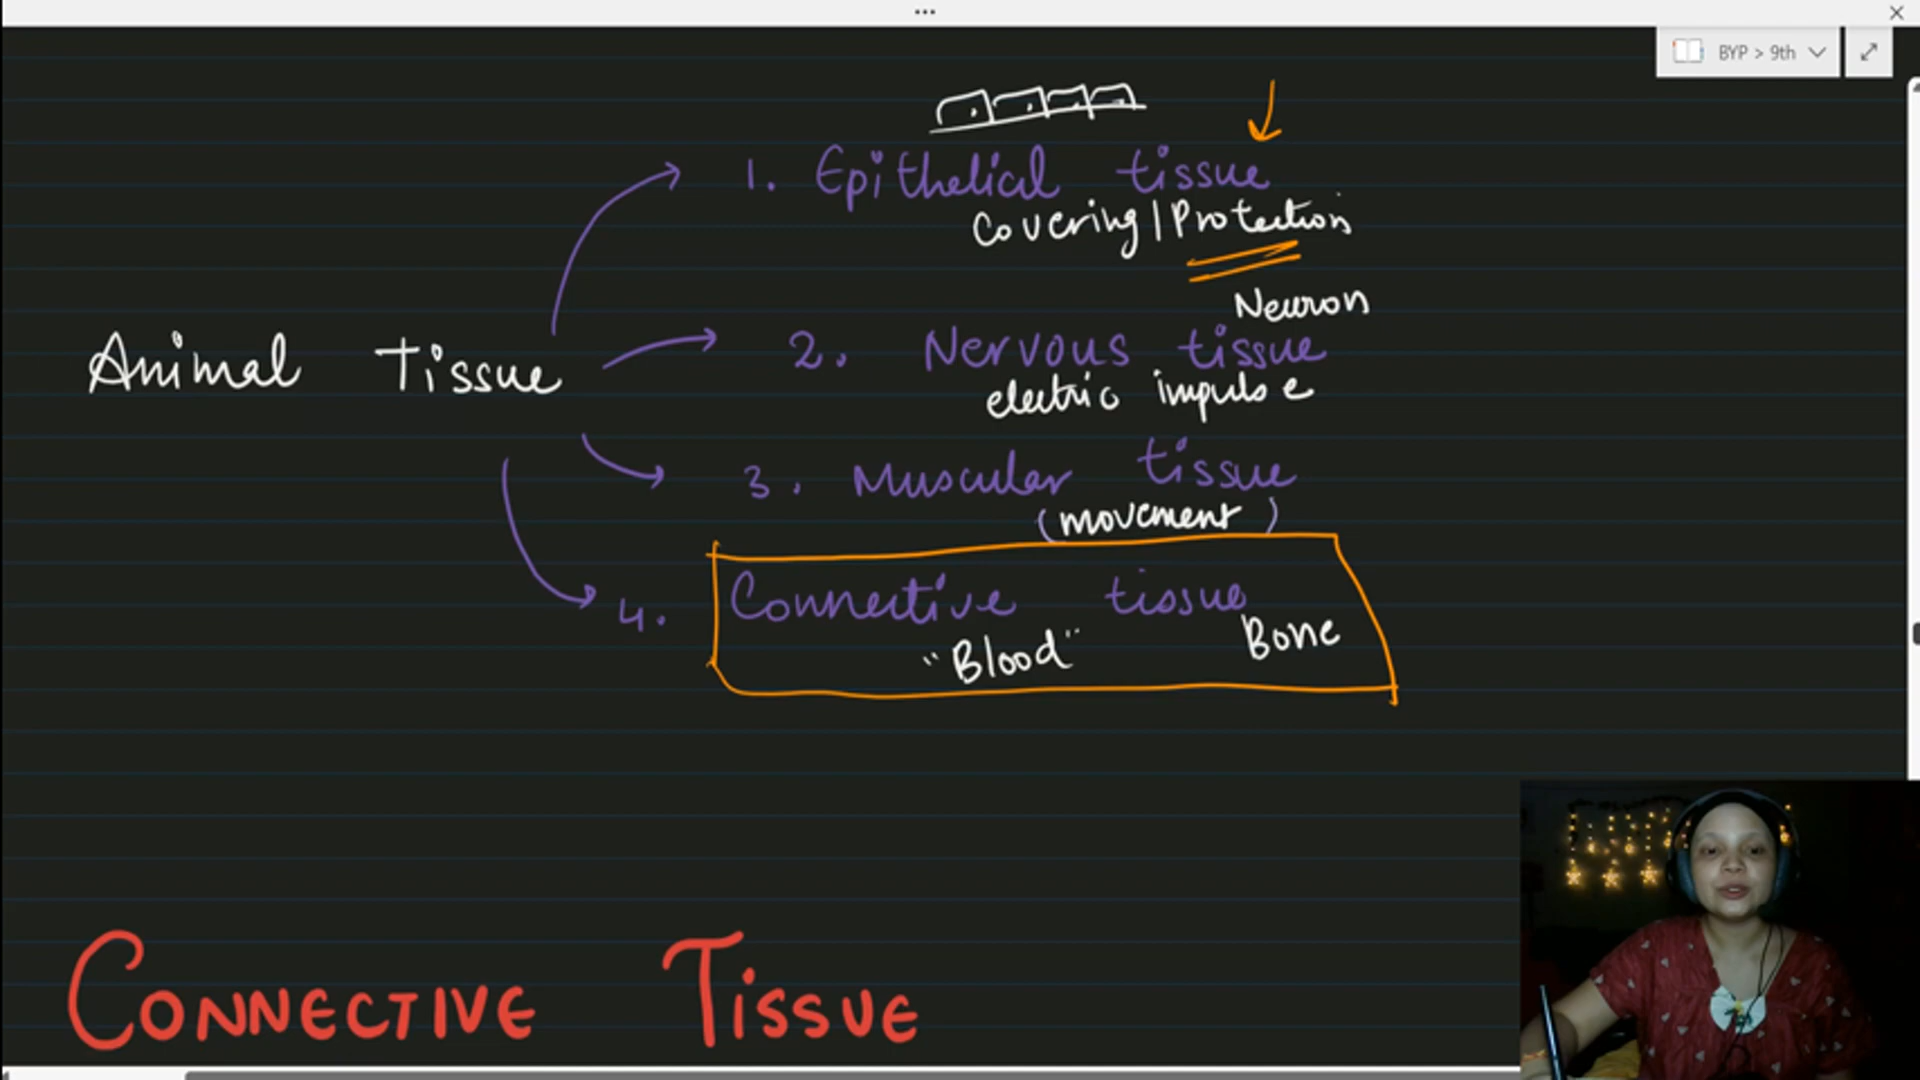 ...
BYP > 9th
1. Epithelial tissue
Covering | Protection
Neuron
2. Nervous tissue
electric impulse
Animal Tissue
3. Muscular tissue
(movement)
4. Connective tissue
"Blood" Bone
CONNECTIVE TISSUE